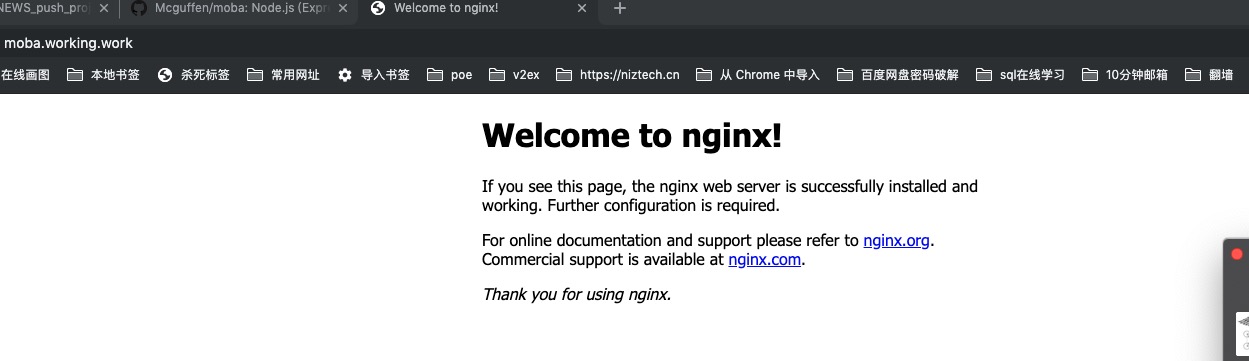 NEWS_push_proj
Mcguffen/moba: Node.js (Expr
Welcome to nginx!
moba.working.work
在线画图 本地书签 杀死标签 常用网址 导入书签 poe v2ex https://niztech.cn 从 Chrome 中导入 百度网盘密码破解 sql在线学习 10分钟邮箱 翻墙
Welcome to nginx!
If you see this page, the nginx web server is successfully installed and
working. Further configuration is required.
For online documentation and support please refer to nginx.org.
Commercial support is available at nginx.com.
Thank you for using nginx.